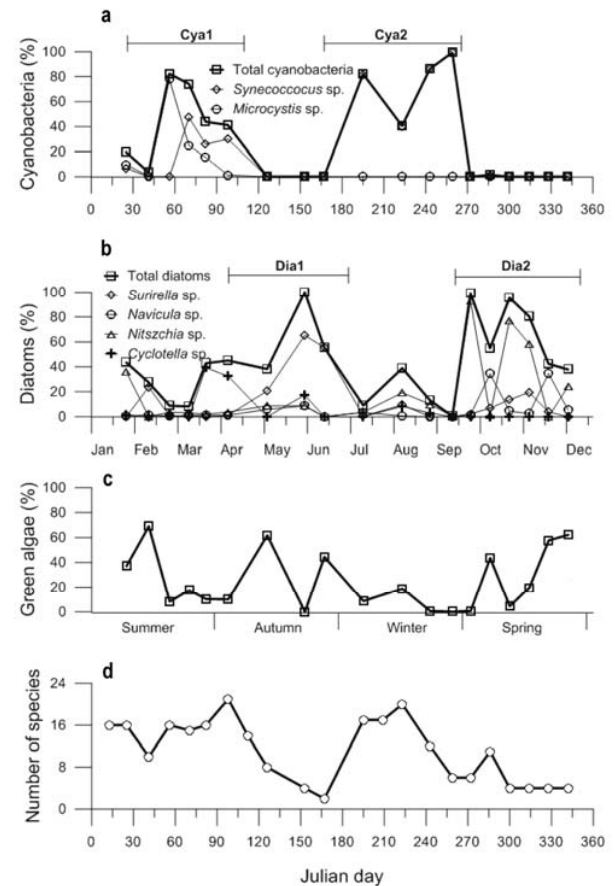 a
Cya1 Cya2
Cyanobacteria (%)
100
80
60
40
20
0
Total cyanobacteria
Synecoccocus sp.
Microcystis sp.
0 30 60 90 120 150 180 210 240 270 300 330 360
b
Dia1 Dia2
Diatoms (%)
100
80
60
40
20
0
Total diatoms
Surirella sp.
Navicula sp.
Nitszchia sp.
Cyclotella sp.
Jan Feb Mar Apr May Jun Jul Aug Sep Oct Nov Dec
c
Green algae (%)
100
80
60
40
20
0
Summer Autumn Winter Spring
d
Number of species
24
16
8
0
0 30 60 90 120 150 180 210 240 270 300 330 360
Julian day